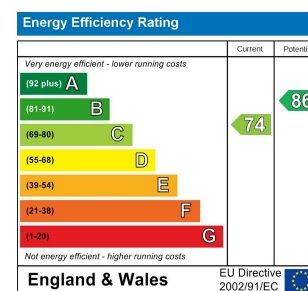 Energy Efficiency Rating
Current Potenti
Very energy efficient - lower running costs
(92 plus) A
(81-91) B
(69-80) C
(55-68) D
(39-54) E
(21-38) F
(1-20) G
74
86
Not energy efficient - higher running costs
England & Wales
EU Directive
2002/91/EC